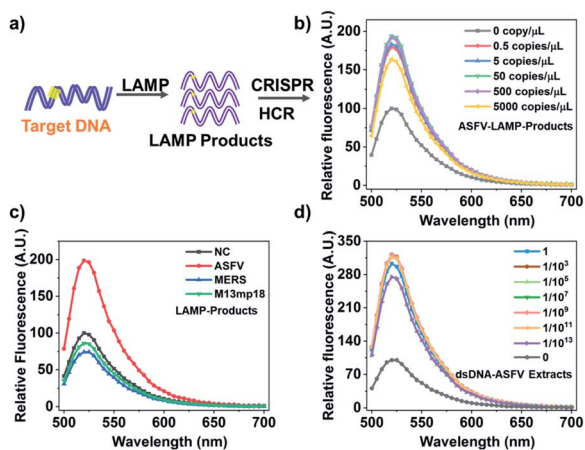 a)
LAMP
CRISPR
HCR
Target DNA
LAMP Products
b)
Relative fluorescence (A.U.)
200
150
100
50
0
0 copy/μL
0.5 copies/μL
5 copies/μL
50 copies/μL
500 copies/μL
5000 copies/μL
ASFV-LAMP-Products
500 550 600 650 700
Wavelength (nm)
c)
Relative fluorescence (A.U.)
250
200
150
100
50
0
NC
ASFV
MERS
M13mp18
LAMP-Products
500 550 600 650 700
Wavelength (nm)
d)
Relative Fluorescence (A.U.)
350
280
210
140
70
0
1
1/10³
1/10⁵
1/10⁷
1/10⁹
1/10¹¹
1/10¹³
0
dsDNA-ASFV Extracts
500 550 600 650 700
Wavelength (nm)